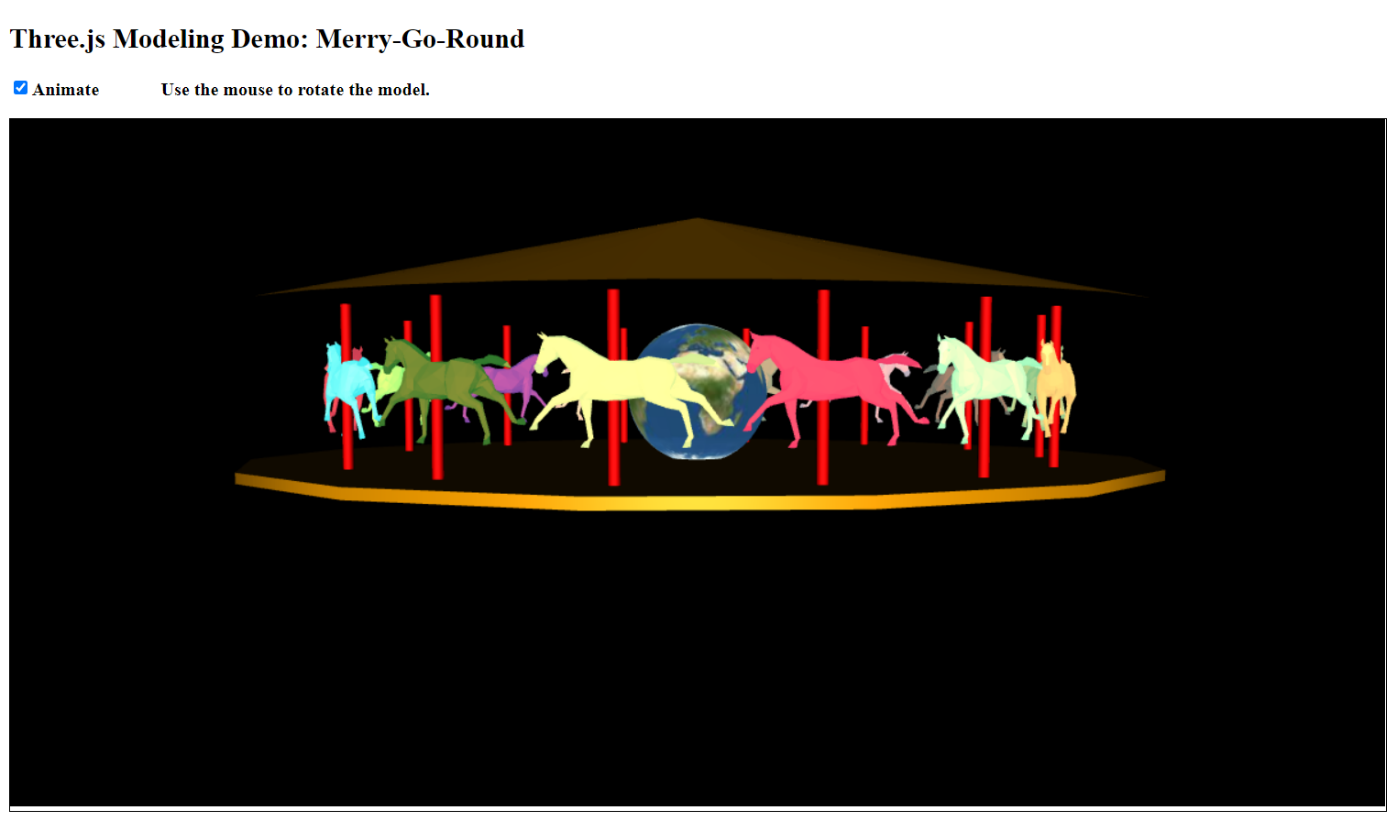 Three.js Modeling Demo: Merry-Go-Round
Animate Use the mouse to rotate the model.